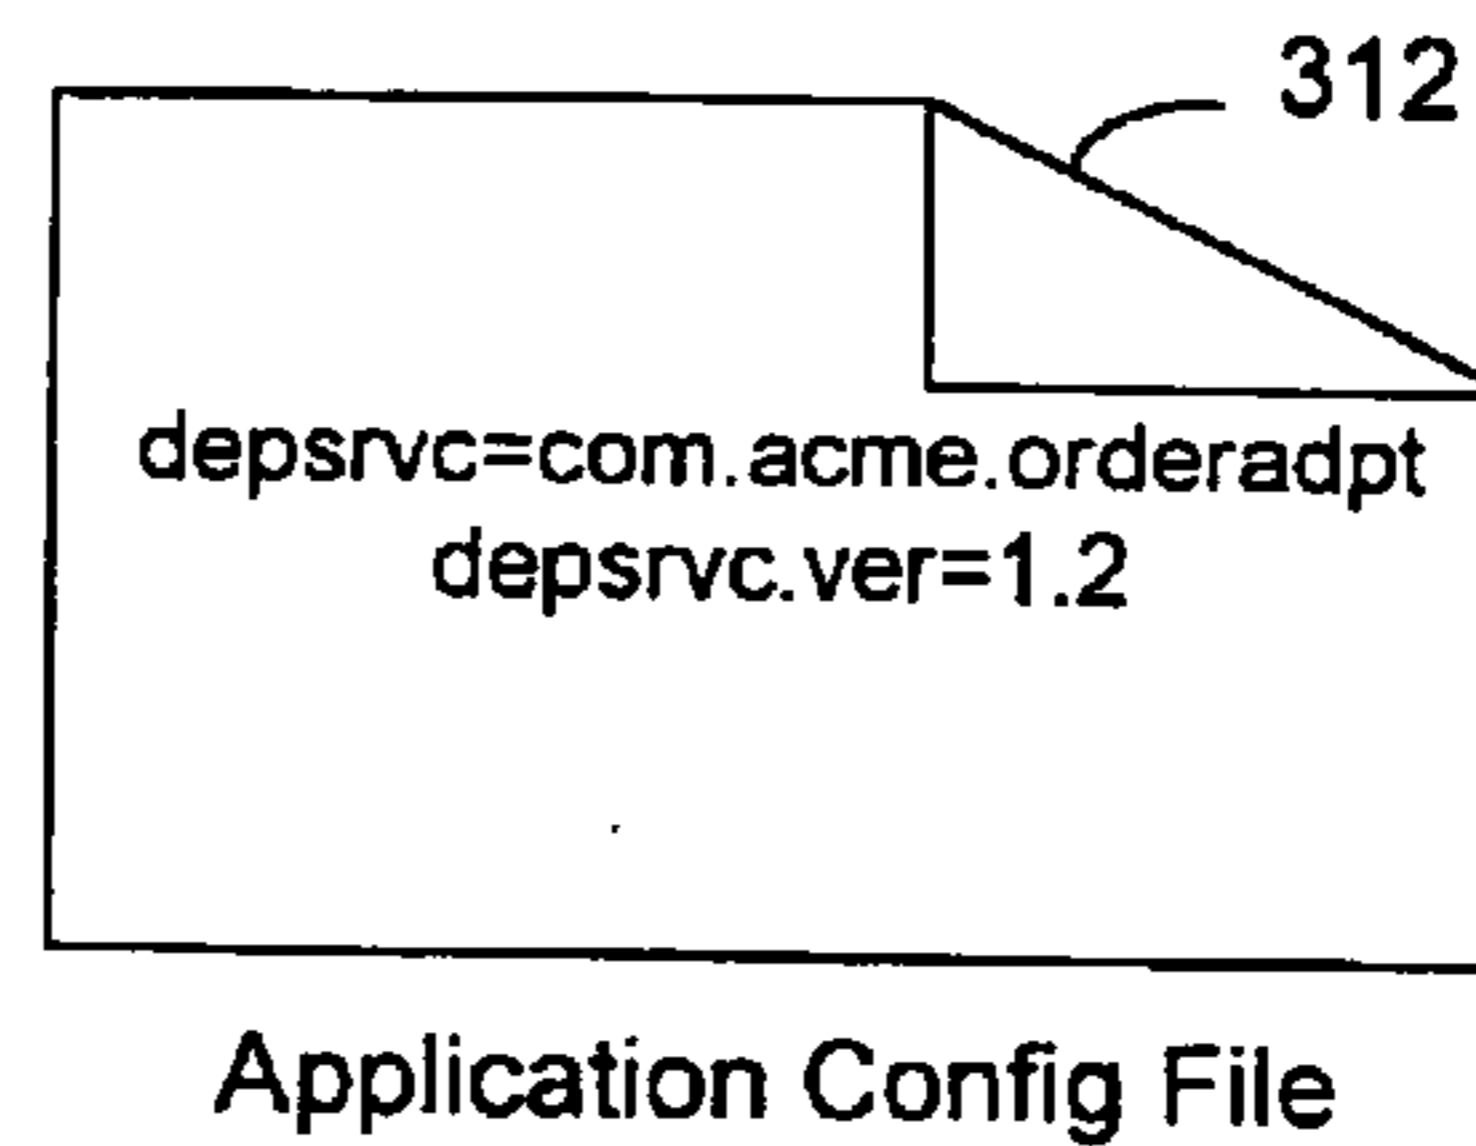 312
depsrvc=com.acme.orderadpt
depsrvc.ver=1.2
Application Config File